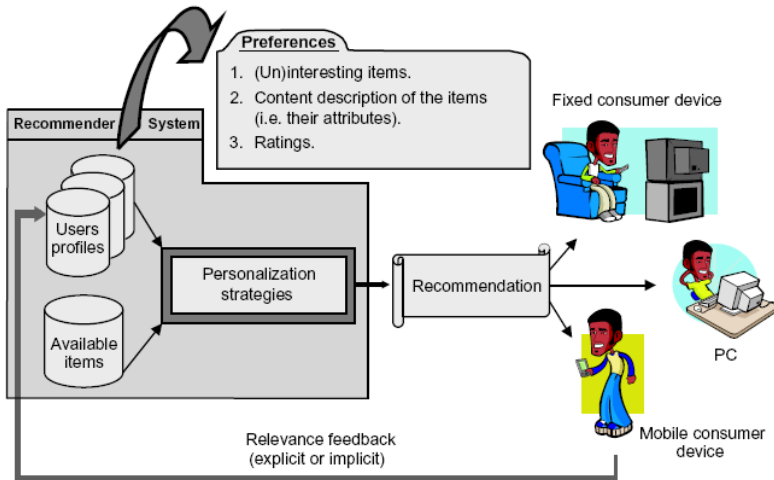 Preferences
1. (Un)interesting items.
2. Content description of the items
(i.e. their attributes).
3. Ratings.
Recommender System
Users
profiles
Available
items
Personalization
strategies
Recommendation
Fixed consumer device
PC
Mobile consumer
device
Relevance feedback
(explicit or implicit)